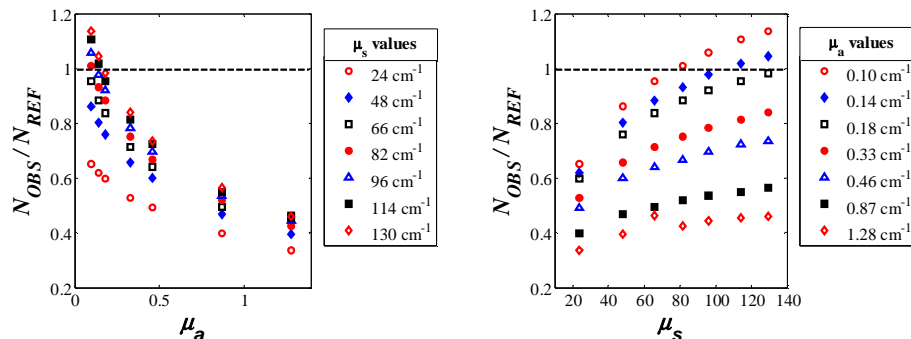 1.2
1
0.8
0.6
0.4
0.2
0
0.5
1
N_OBS / N_REF
μ_a
μ_s values
24 cm⁻¹
48 cm⁻¹
66 cm⁻¹
82 cm⁻¹
96 cm⁻¹
114 cm⁻¹
130 cm⁻¹
1.2
1
0.8
0.6
0.4
0.2
20 40 60 80 100 120 140
N_OBS / N_REF
μ_s
μ_a values
0.10 cm⁻¹
0.14 cm⁻¹
0.18 cm⁻¹
0.33 cm⁻¹
0.46 cm⁻¹
0.87 cm⁻¹
1.28 cm⁻¹